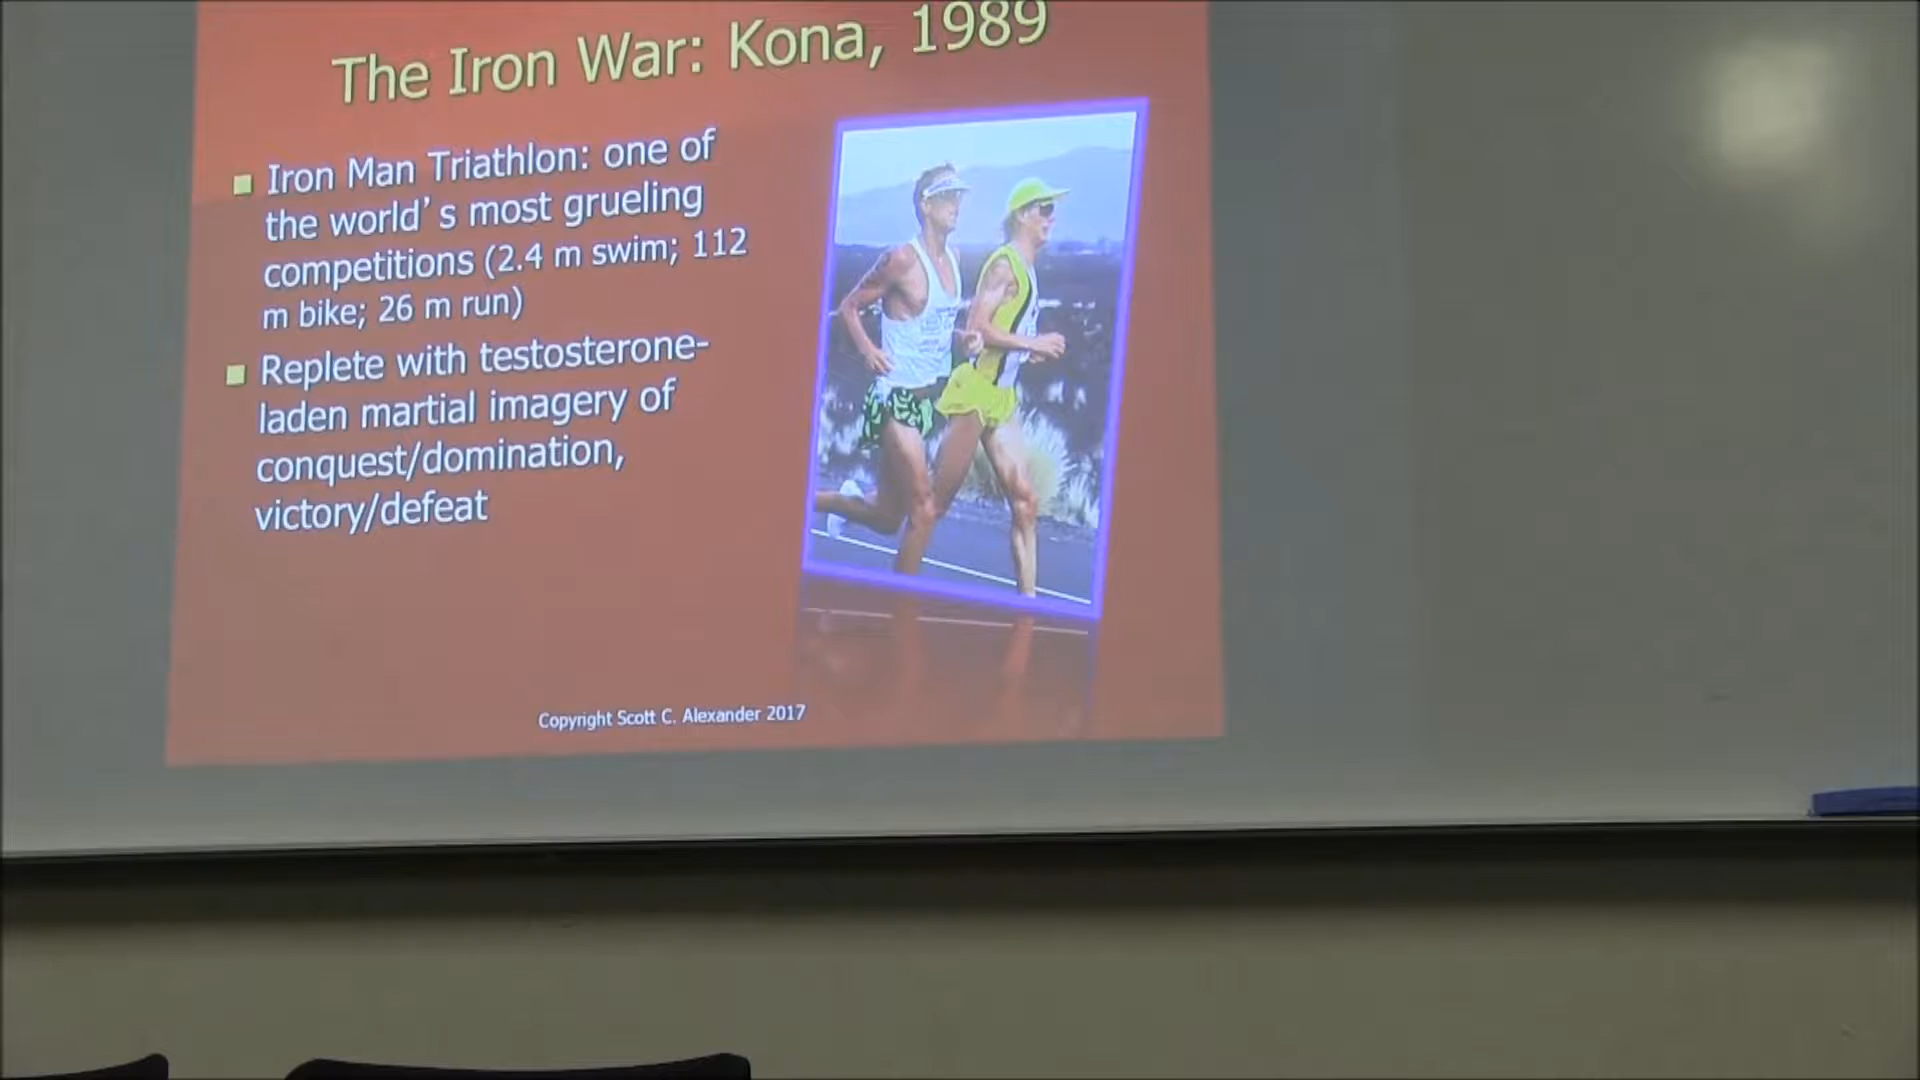 The Iron War: Kona, 1989
Iron Man Triathlon: one of
the world's most grueling
competitions (2.4 m swim; 112
m bike; 26 m run)
Replete with testosterone-
laden martial imagery of
conquest/domination,
victory/defeat
Copyright Scott C. Alexander 2017